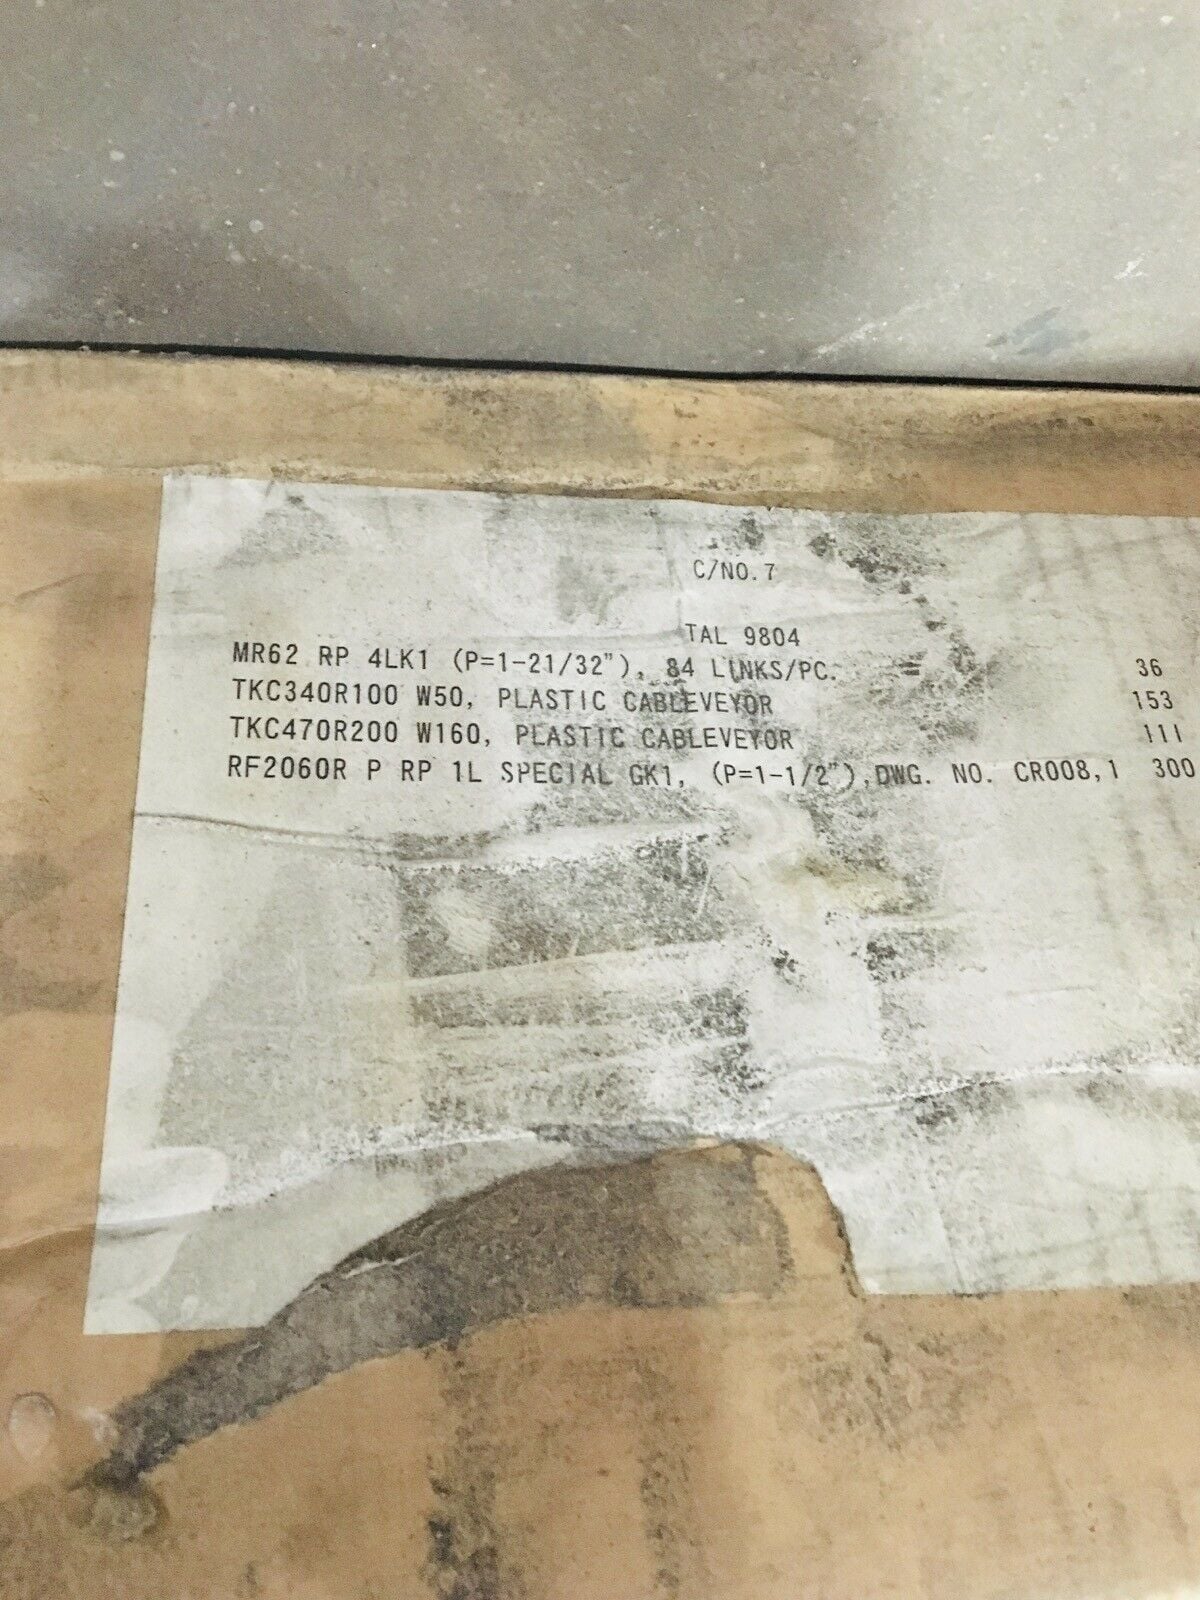 C/NO. 7
TAL 9804
MR62 RP 4LK1 (P=1-21/32"), 84 LINKS/PC. = 36
TKC340R100 W50, PLASTIC CABLEVEYOR 153
TKC470R200 W160, PLASTIC CABLEVEYOR 111
RF2060R P RP 1L SPECIAL GK1, (P=1-1/2"), DWG. NO. CR008,1 300